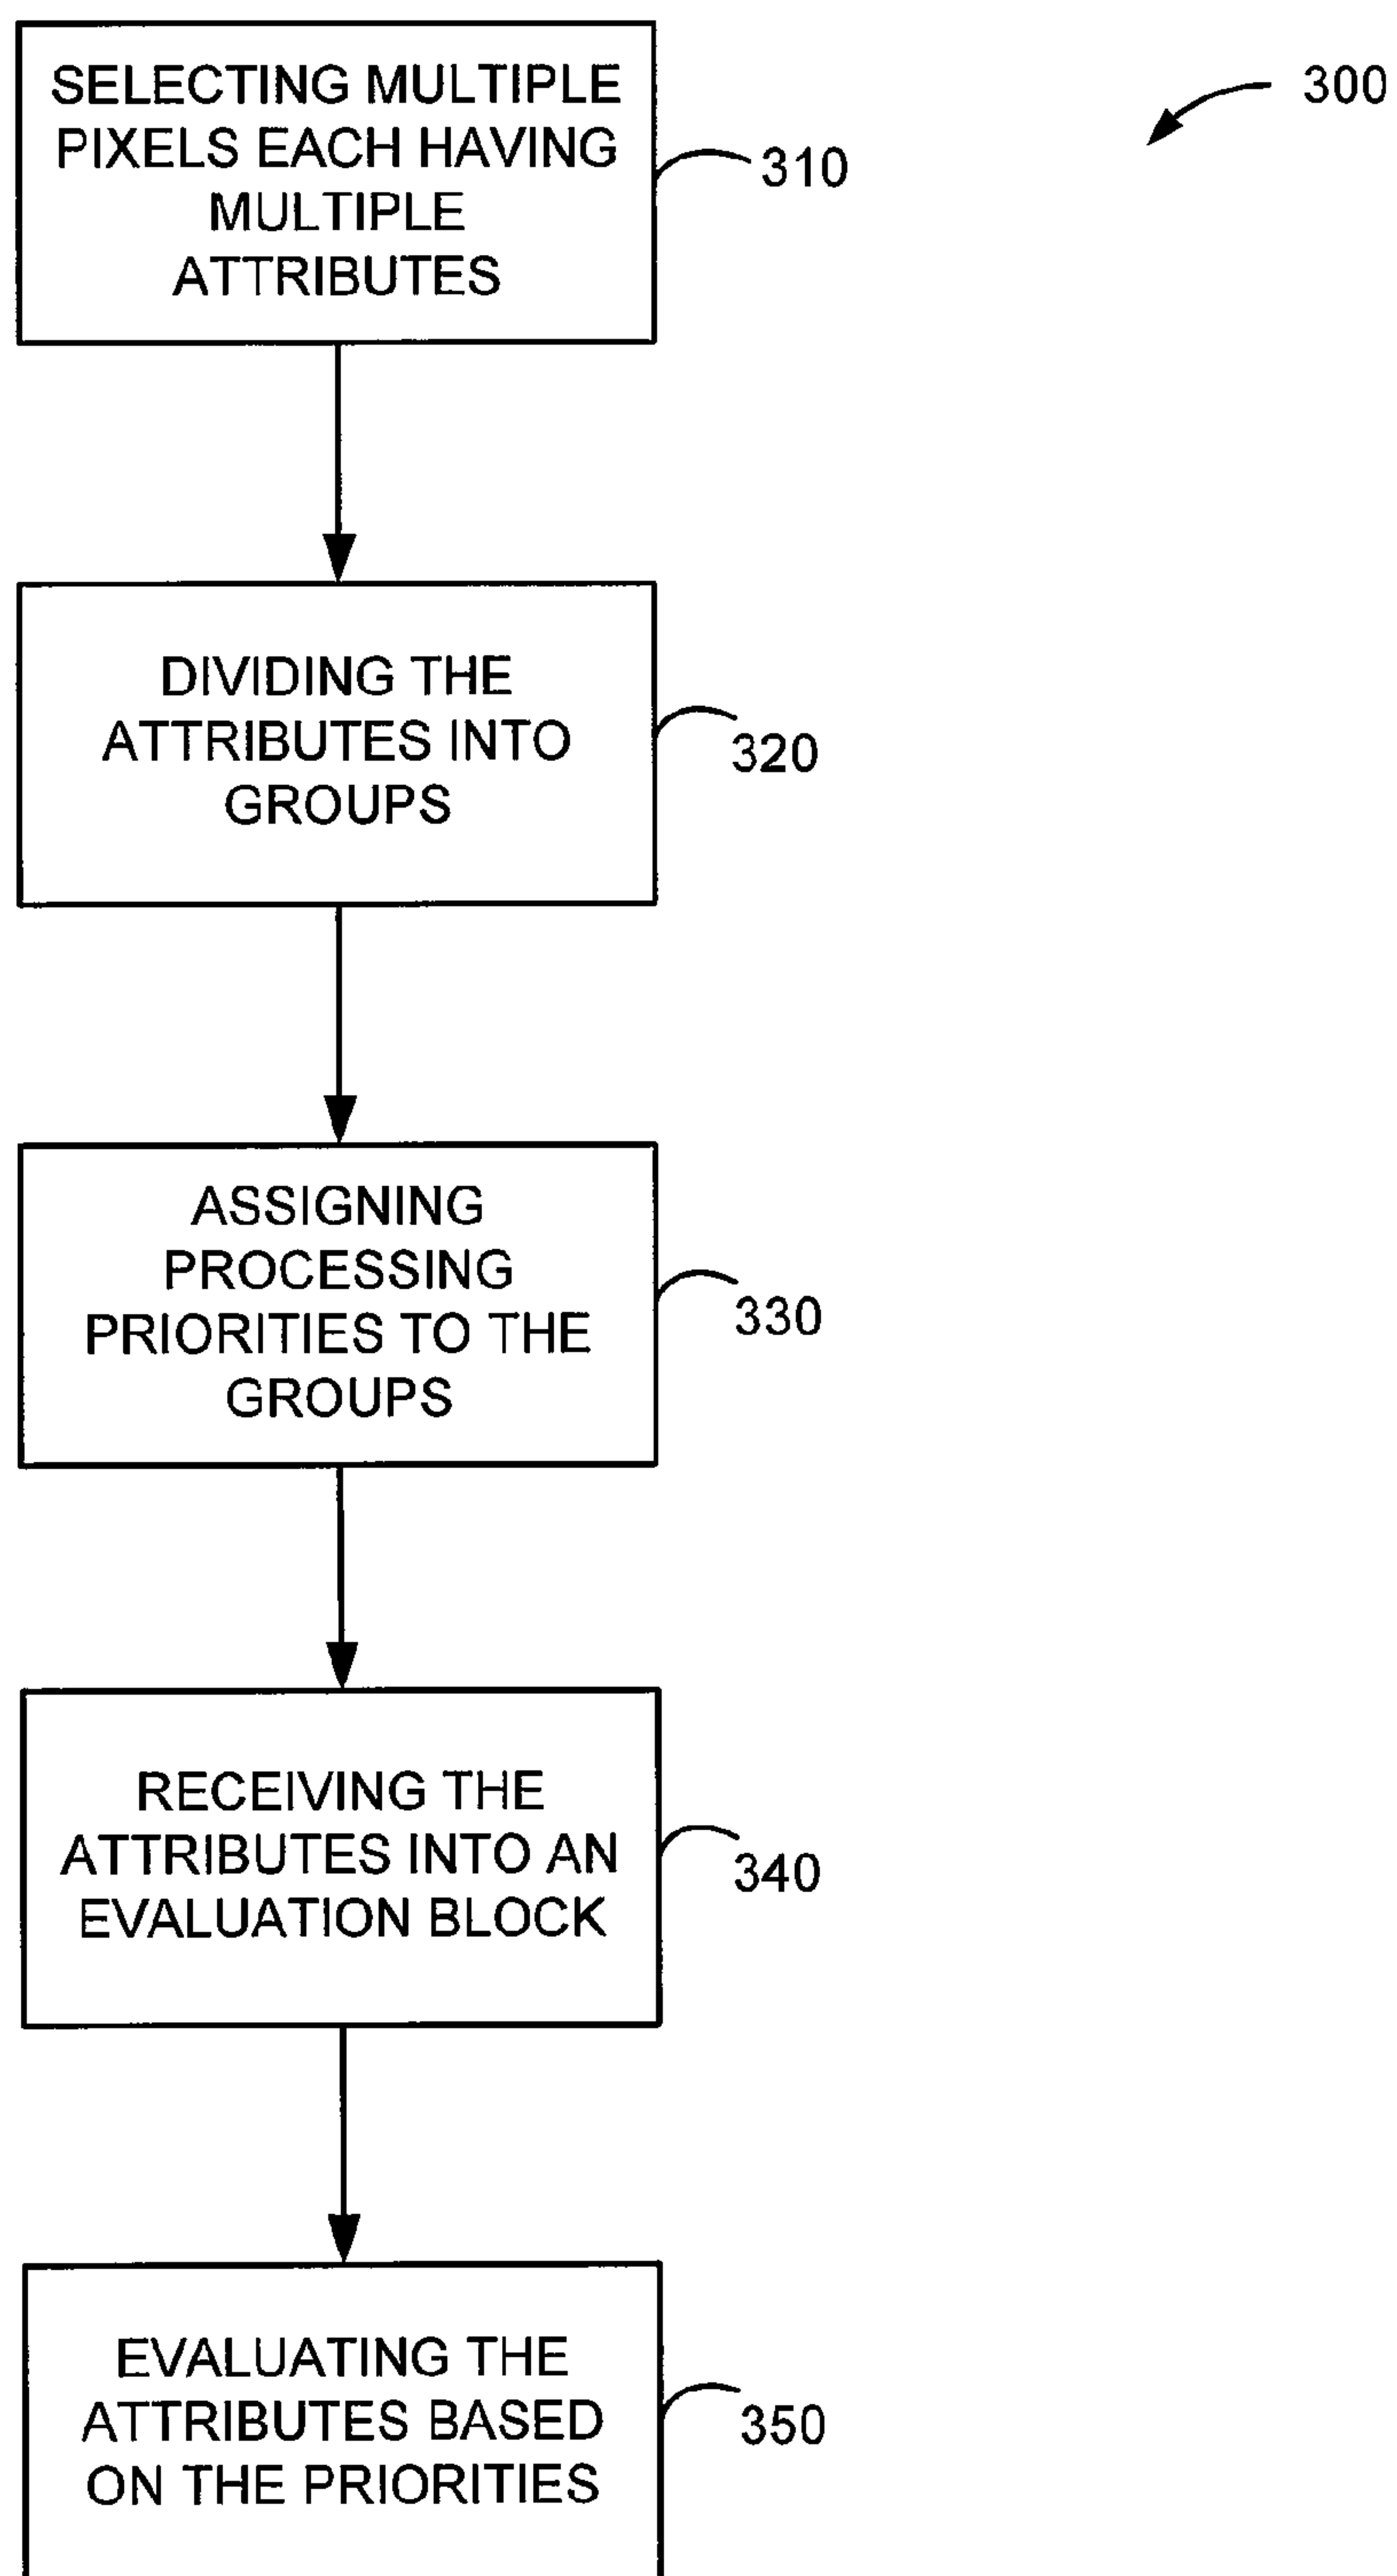 300
SELECTING MULTIPLE
PIXELS EACH HAVING
MULTIPLE
ATTRIBUTES
310
DIVIDING THE
ATTRIBUTES INTO
GROUPS
320
ASSIGNING
PROCESSING
PRIORITIES TO THE
GROUPS
330
RECEIVING THE
ATTRIBUTES INTO AN
EVALUATION BLOCK
340
EVALUATING THE
ATTRIBUTES BASED
ON THE PRIORITIES
350